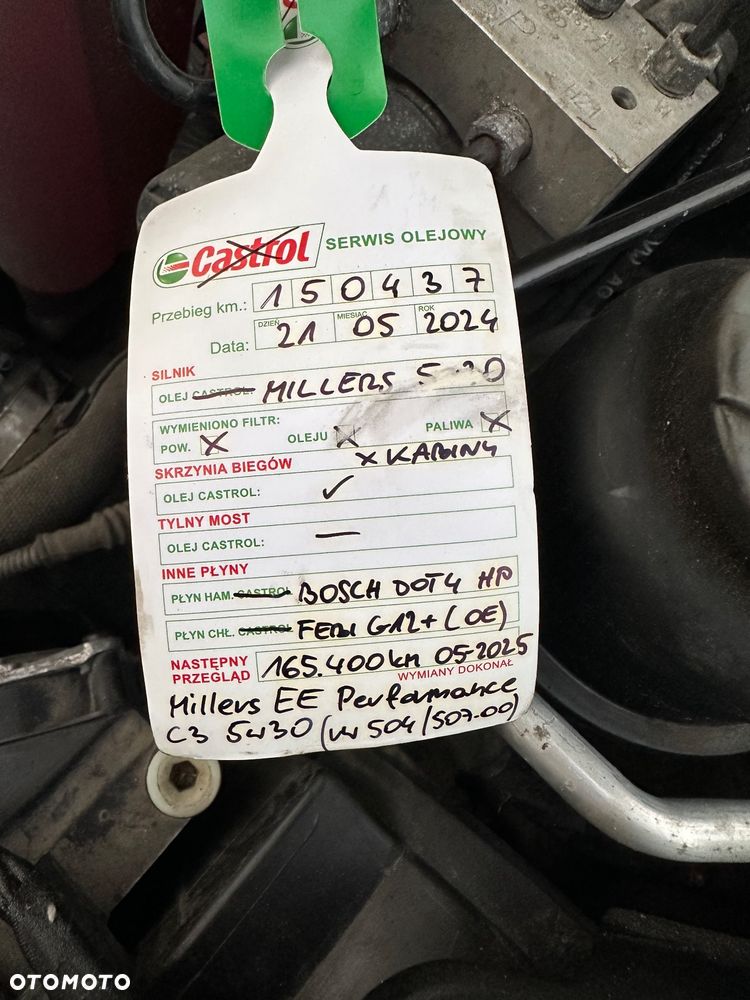 Castrol SERWIS OLEJOWY
Przebieg km.: 150437
DZIEŃ MIESIĄC ROK
Data: 21 05 2024
SILNIK
OLEJ CASTROL: MILLERS 5-30
WYMIENIONO FILTR:
POW. X OLEJU X PALIWA X
SKRZYNIA BIEGÓW x KABINY
OLEJ CASTROL: ✓
TYLNY MOST
OLEJ CASTROL: —
INNE PŁYNY
PŁYN HAM. CASTROL BOSCH DOT4 HP
PŁYN CHŁ. CASTROL FEBI G12+ (OE)
NASTĘPNY PRZEGLĄD 165.400km 05-2025
WYMIANY DOKONAŁ
Millers EE Performance
C3 5w30 (VW 504/507.00)
OTOMOTO